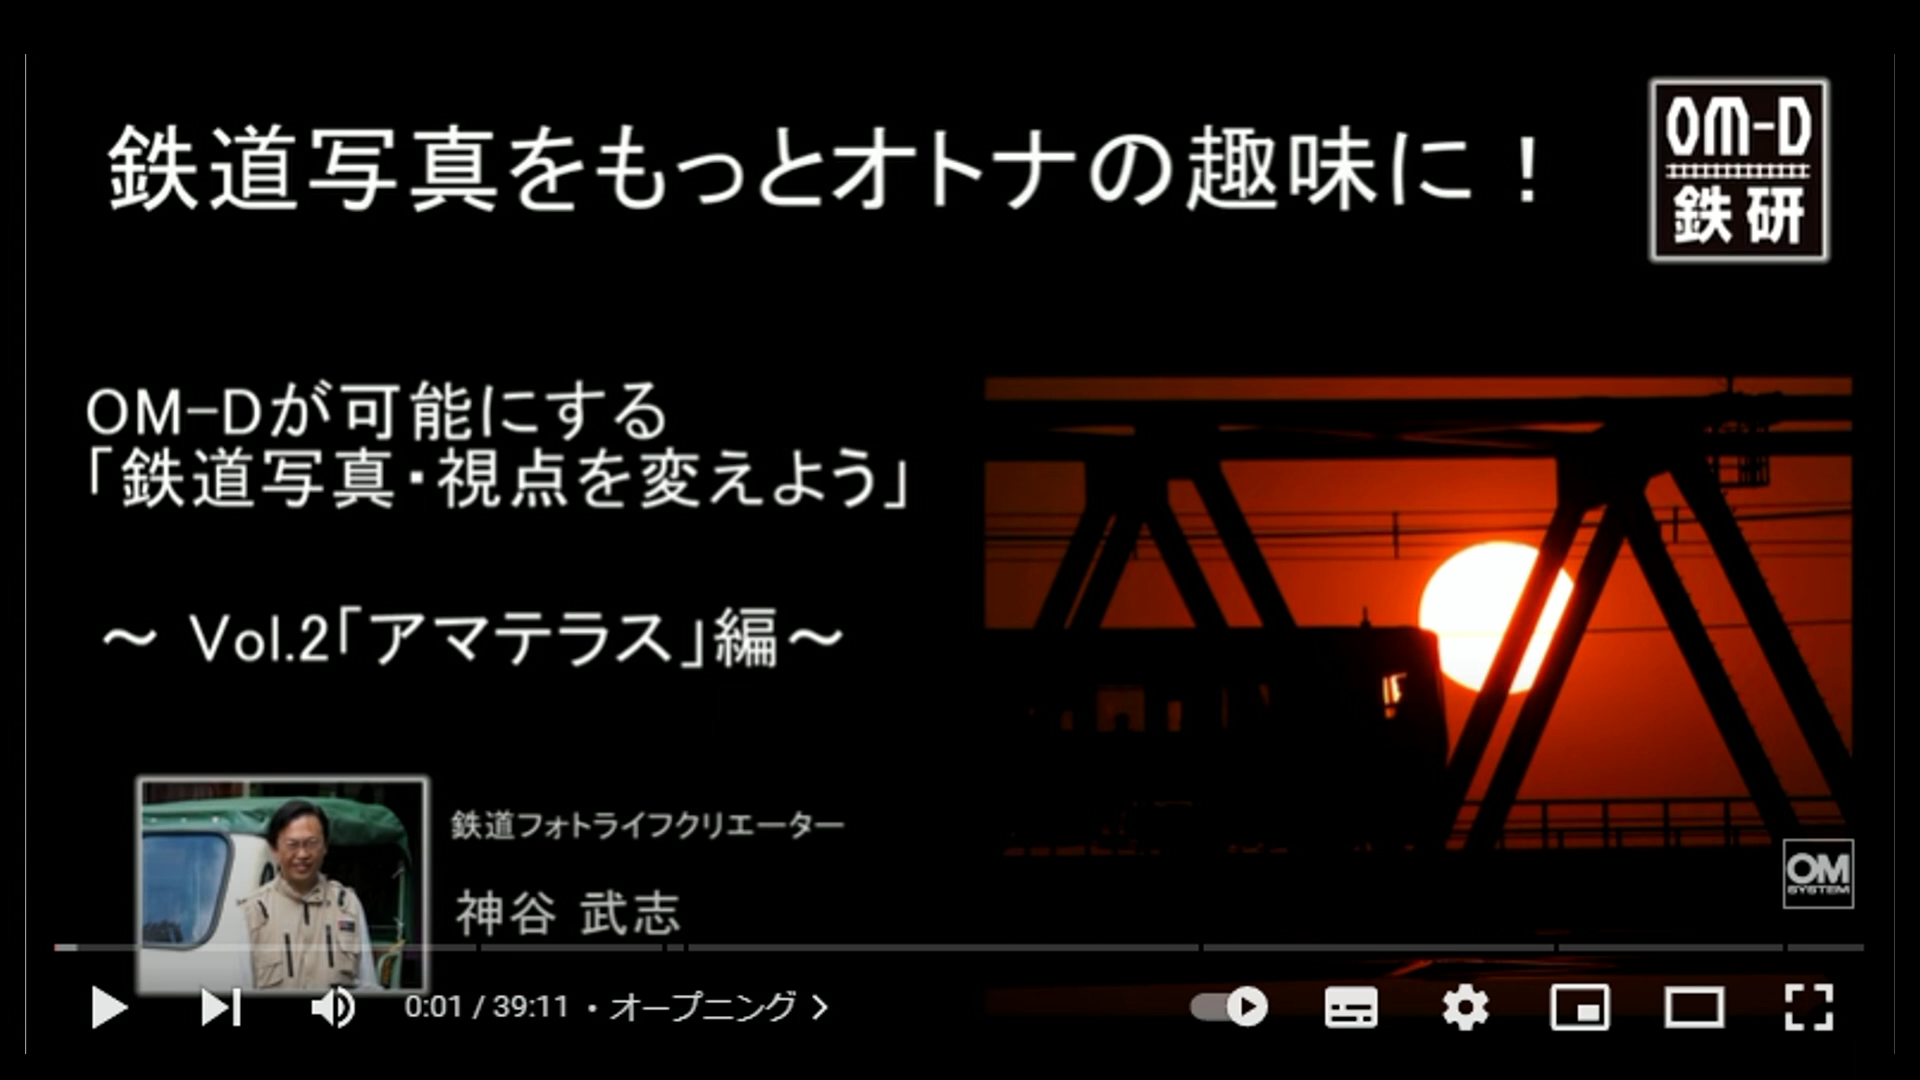 鉄道写真をもっとオトナの趣味に！
OM-D
鉄研
OM-Dが可能にする
「鉄道写真・視点を変えよう」
～ Vol.2「アマテラス」編～
鉄道フォトライフクリエーター
神谷 武志
OM
SYSTEM
0:01 / 39:11 • オープニング